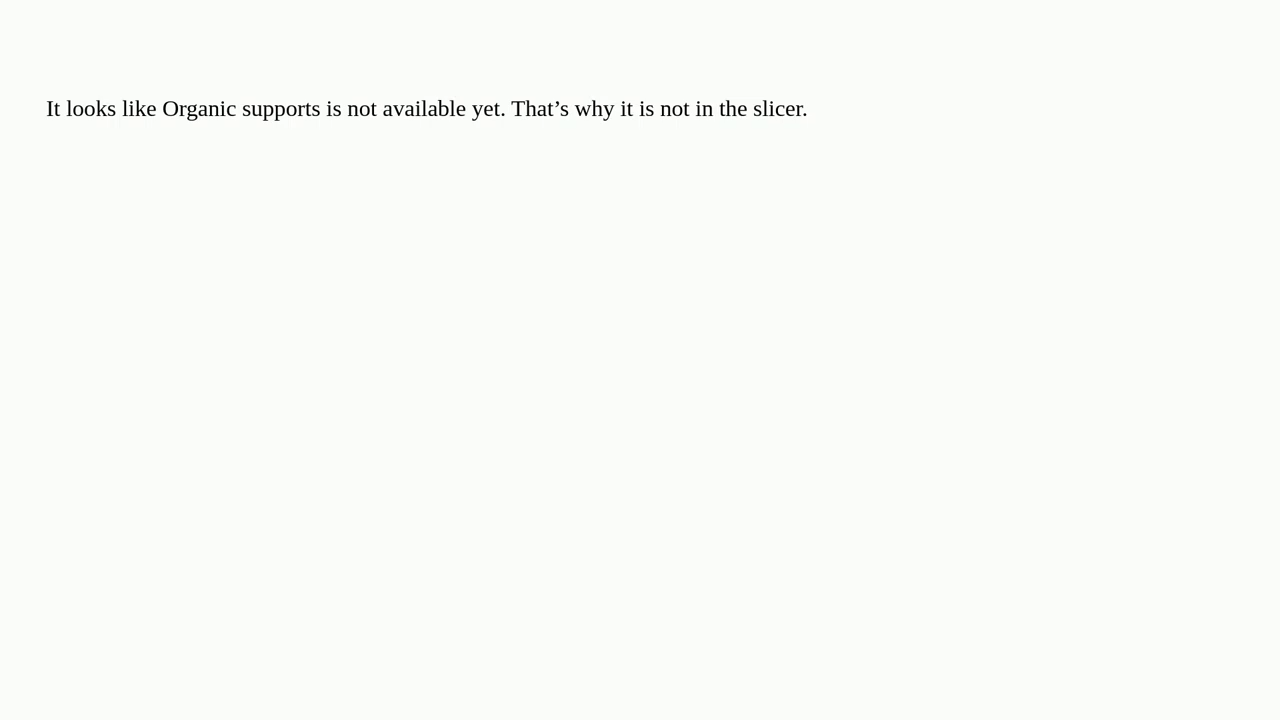 It looks like Organic supports is not available yet. That’s why it is not in the slicer.